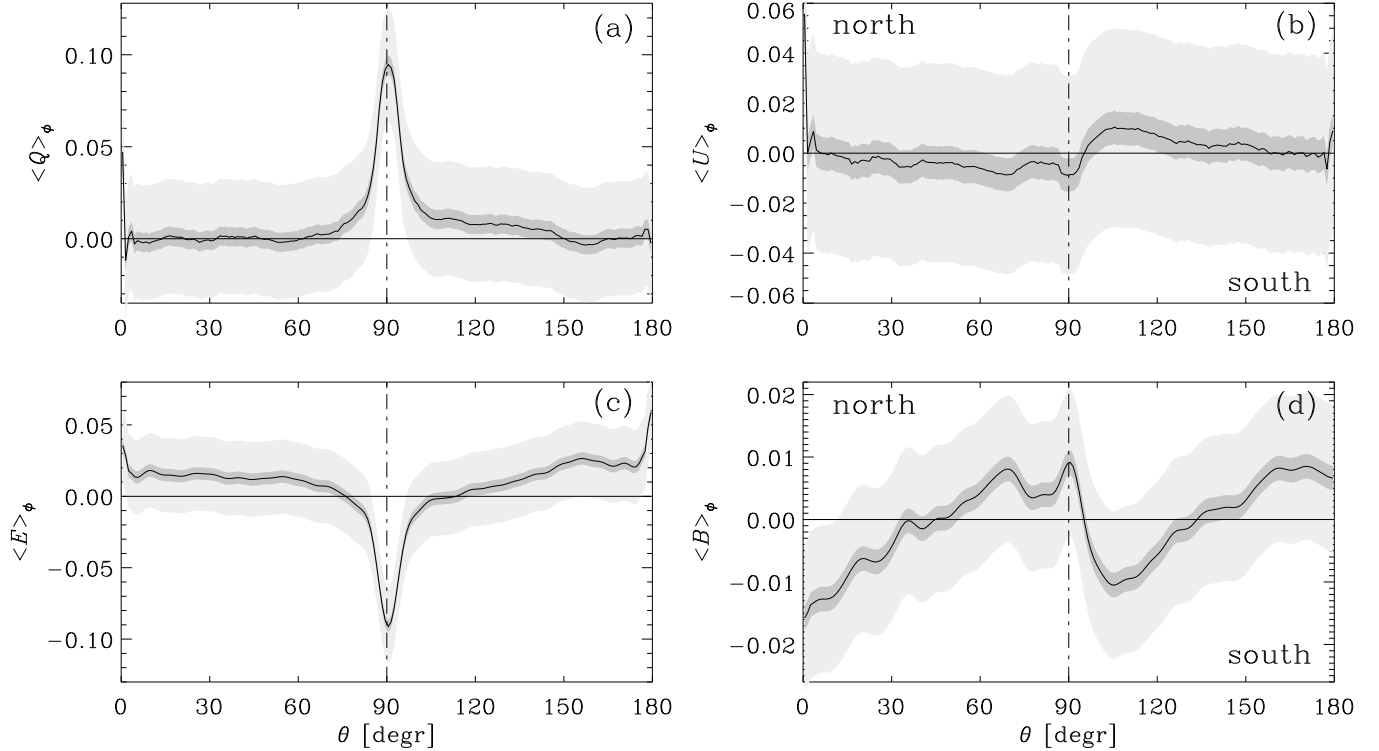 (a)
<Q>ϕ
0.10
0.05
0.00
0 30 60 90 120 150 180
north
(b)
<U>ϕ
0.06
0.04
0.02
0.00
−0.02
−0.04
−0.06
south
0 30 60 90 120 150 180
(c)
<E>ϕ
0.05
0.00
−0.05
−0.10
0 30 60 90 120 150 180
θ [degr]
north
(d)
<B>ϕ
0.02
0.01
0.00
−0.01
−0.02
south
0 30 60 90 120 150 180
θ [degr]